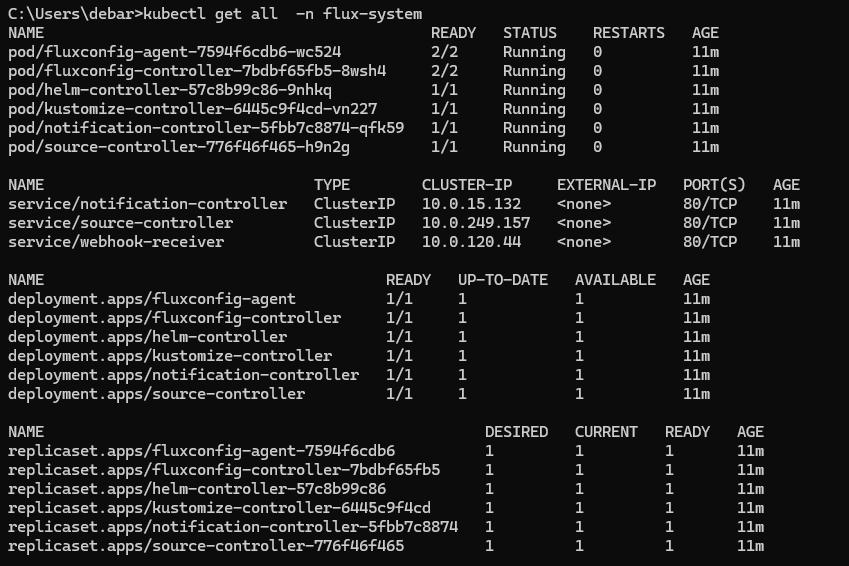 C:\Users\debar>kubectl get all  -n flux-system
NAME                                           READY   STATUS    RESTARTS   AGE
pod/fluxconfig-agent-7594f6cdb6-wc524          2/2     Running   0          11m
pod/fluxconfig-controller-7bdbf65fb5-8wsh4     2/2     Running   0          11m
pod/helm-controller-57c8b99c86-9nhkq           1/1     Running   0          11m
pod/kustomize-controller-6445c9f4cd-vn227      1/1     Running   0          11m
pod/notification-controller-5fbb7c8874-qfk59   1/1     Running   0          11m
pod/source-controller-776f46f465-h9n2g         1/1     Running   0          11m

NAME                              TYPE        CLUSTER-IP     EXTERNAL-IP   PORT(S)   AGE
service/notification-controller   ClusterIP   10.0.15.132    <none>        80/TCP    11m
service/source-controller         ClusterIP   10.0.249.157   <none>        80/TCP    11m
service/webhook-receiver          ClusterIP   10.0.120.44    <none>        80/TCP    11m

NAME                                      READY   UP-TO-DATE   AVAILABLE   AGE
deployment.apps/fluxconfig-agent          1/1     1            1           11m
deployment.apps/fluxconfig-controller     1/1     1            1           11m
deployment.apps/helm-controller           1/1     1            1           11m
deployment.apps/kustomize-controller      1/1     1            1           11m
deployment.apps/notification-controller   1/1     1            1           11m
deployment.apps/source-controller         1/1     1            1           11m

NAME                                                 DESIRED   CURRENT   READY   AGE
replicaset.apps/fluxconfig-agent-7594f6cdb6          1         1         1       11m
replicaset.apps/fluxconfig-controller-7bdbf65fb5     1         1         1       11m
replicaset.apps/helm-controller-57c8b99c86           1         1         1       11m
replicaset.apps/kustomize-controller-6445c9f4cd      1         1         1       11m
replicaset.apps/notification-controller-5fbb7c8874   1         1         1       11m
replicaset.apps/source-controller-776f46f465         1         1         1       11m